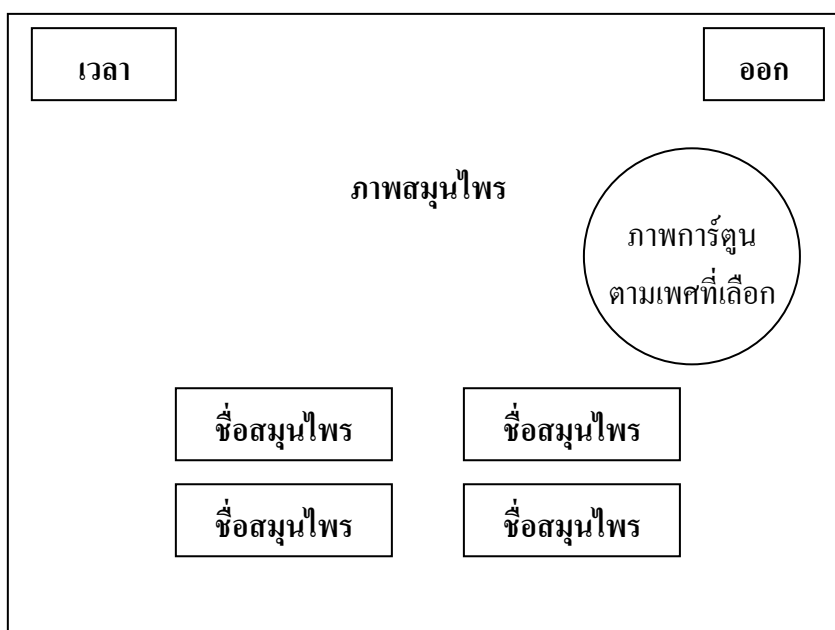 เวลา
ออก
ภาพสมุนไพร
ภาพการ์ตูน
ตามเพศที่เลือก
ชื่อสมุนไพร
ชื่อสมุนไพร
ชื่อสมุนไพร
ชื่อสมุนไพร